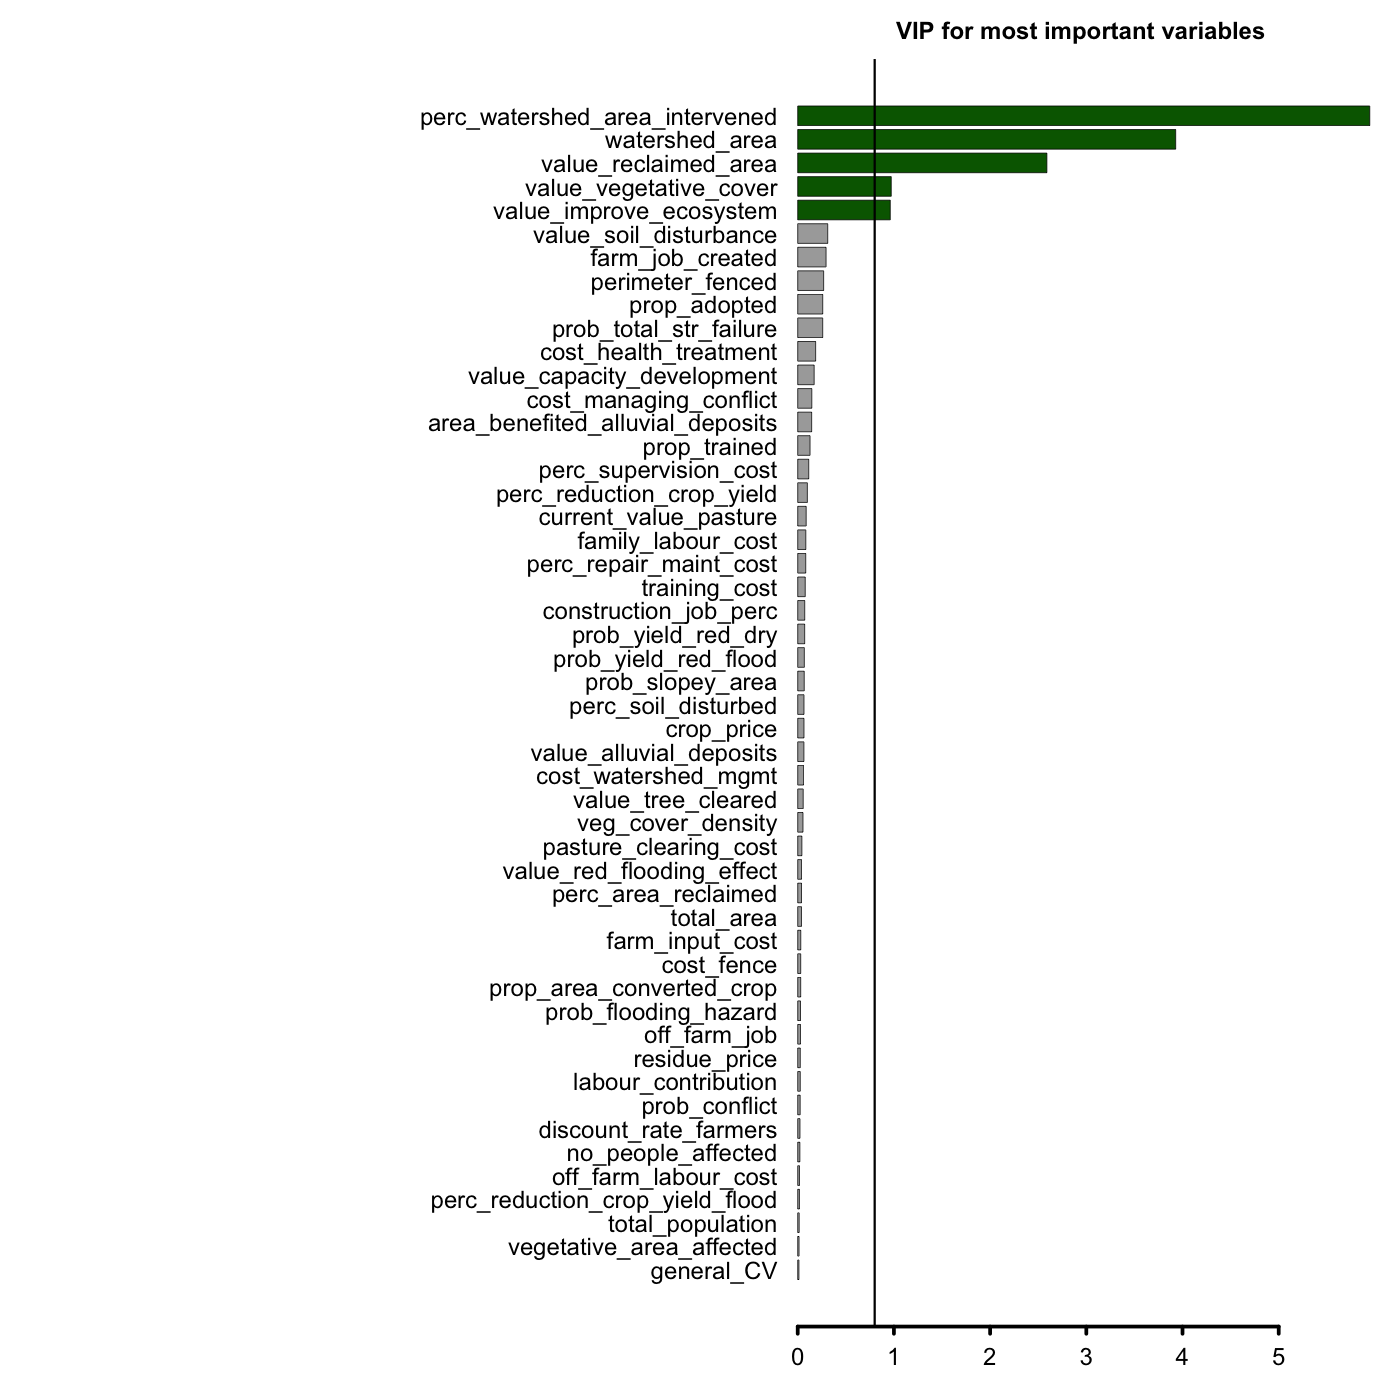 VIP for most important variables
perc_watershed_area_intervened
watershed_area
value_reclaimed_area
value_vegetative_cover
value_improve_ecosystem
value_soil_disturbance
farm_job_created
perimeter_fenced
prop_adopted
prob_total_str_failure
cost_health_treatment
value_capacity_development
cost_managing_conflict
area_benefited_alluvial_deposits
prop_trained
perc_supervision_cost
perc_reduction_crop_yield
current_value_pasture
family_labour_cost
perc_repair_maint_cost
training_cost
construction_job_perc
prob_yield_red_dry
prob_yield_red_flood
prob_slopey_area
perc_soil_disturbed
crop_price
value_alluvial_deposits
cost_watershed_mgmt
value_tree_cleared
veg_cover_density
pasture_clearing_cost
value_red_flooding_effect
perc_area_reclaimed
total_area
farm_input_cost
cost_fence
prop_area_converted_crop
prob_flooding_hazard
off_farm_job
residue_price
labour_contribution
prob_conflict
discount_rate_farmers
no_people_affected
off_farm_labour_cost
perc_reduction_crop_yield_flood
total_population
vegetative_area_affected
general_CV
0 1 2 3 4 5